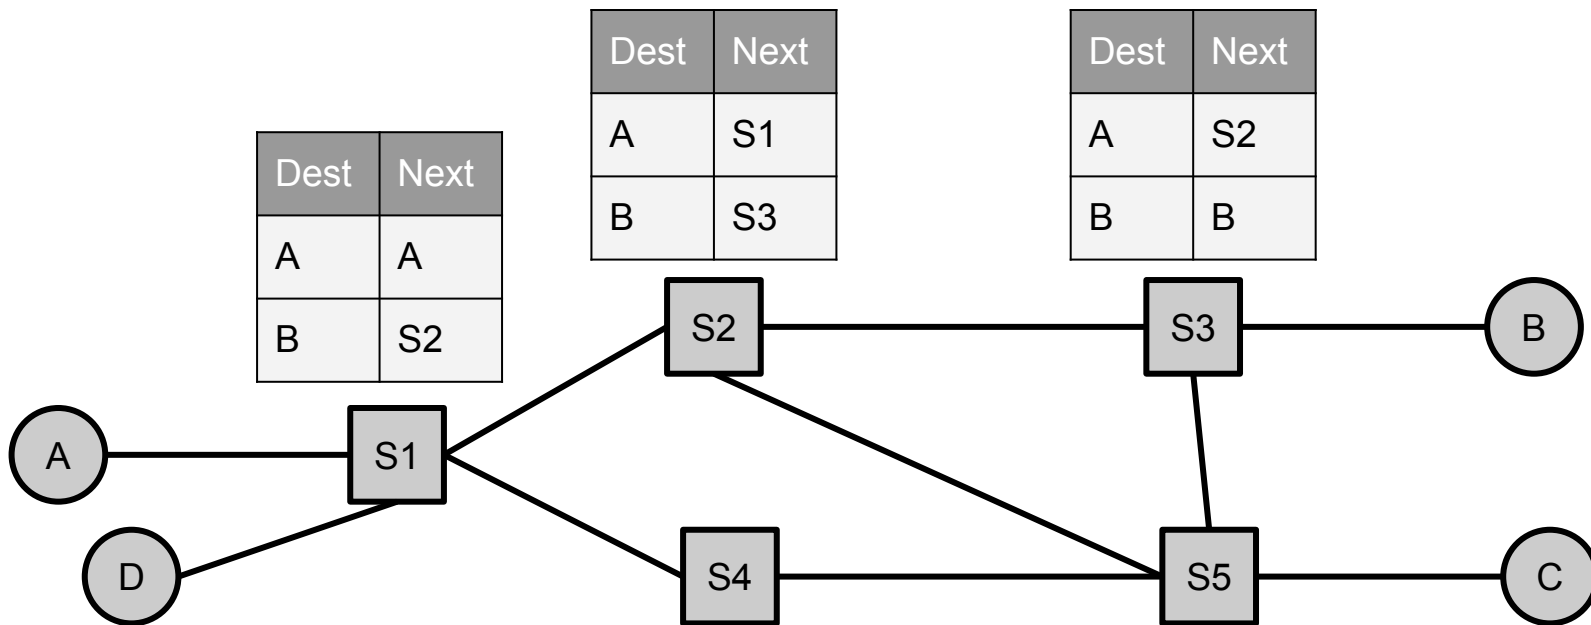 Dest Next
A S1
B S3
Dest Next
A S2
B B
Dest Next
A A
B S2
S2
S3
B
A
S1
D
S4
S5
C